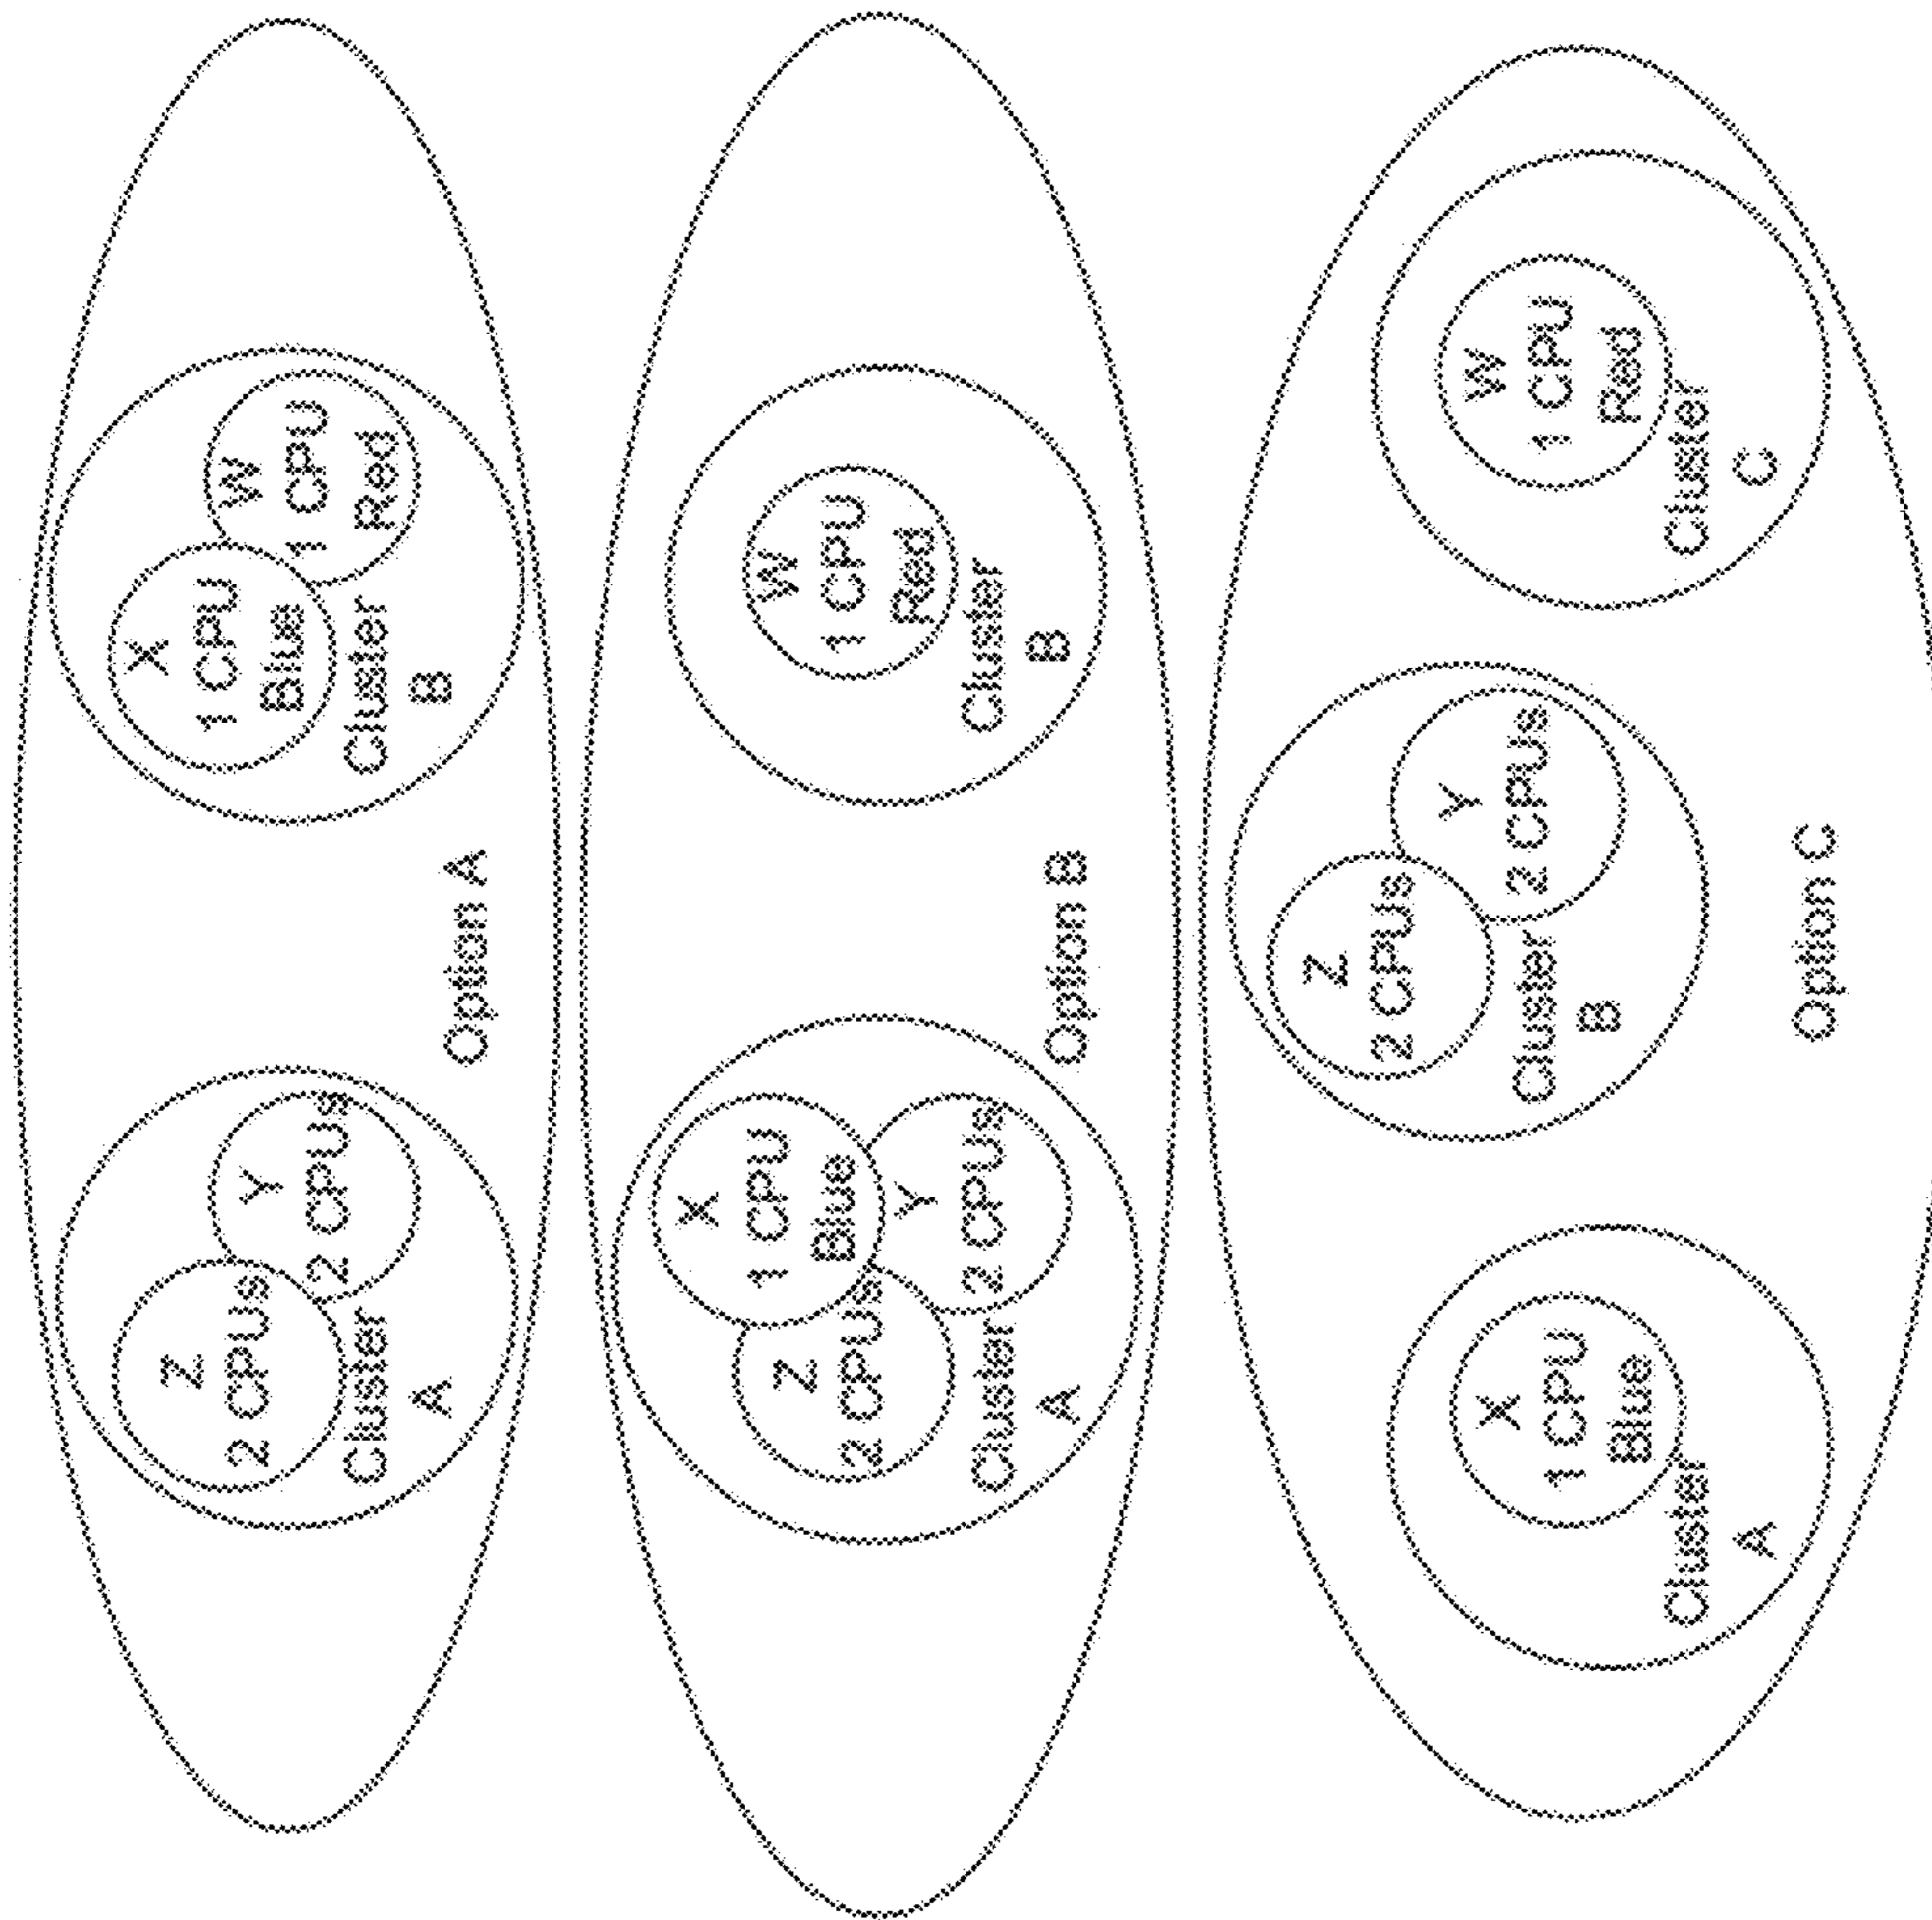 Z
2 CPUs
Y
2 CPUs
Cluster
A
X
1 CPU
Blue
W
1 CPU
Red
Cluster
B
Option A
X
1 CPU
Blue
Z
2 CPUs
Y
2 CPUs
Cluster
A
W
1 CPU
Red
Cluster
B
Option B
X
1 CPU
Blue
Cluster
A
Z
2 CPUs
Y
2 CPUs
Cluster
B
W
1 CPU
Red
Cluster
C
Option C